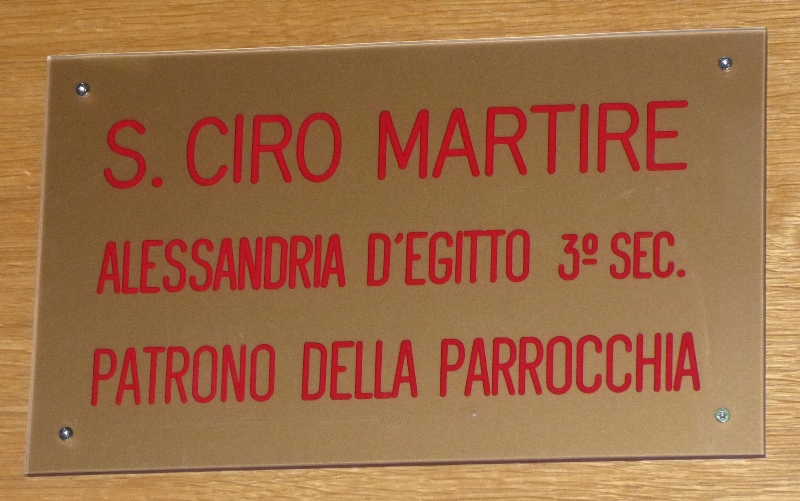 S. CIRO MARTIRE
ALESSANDRIA D'EGITTO 3º SEC.
PATRONO DELLA PARROCCHIA